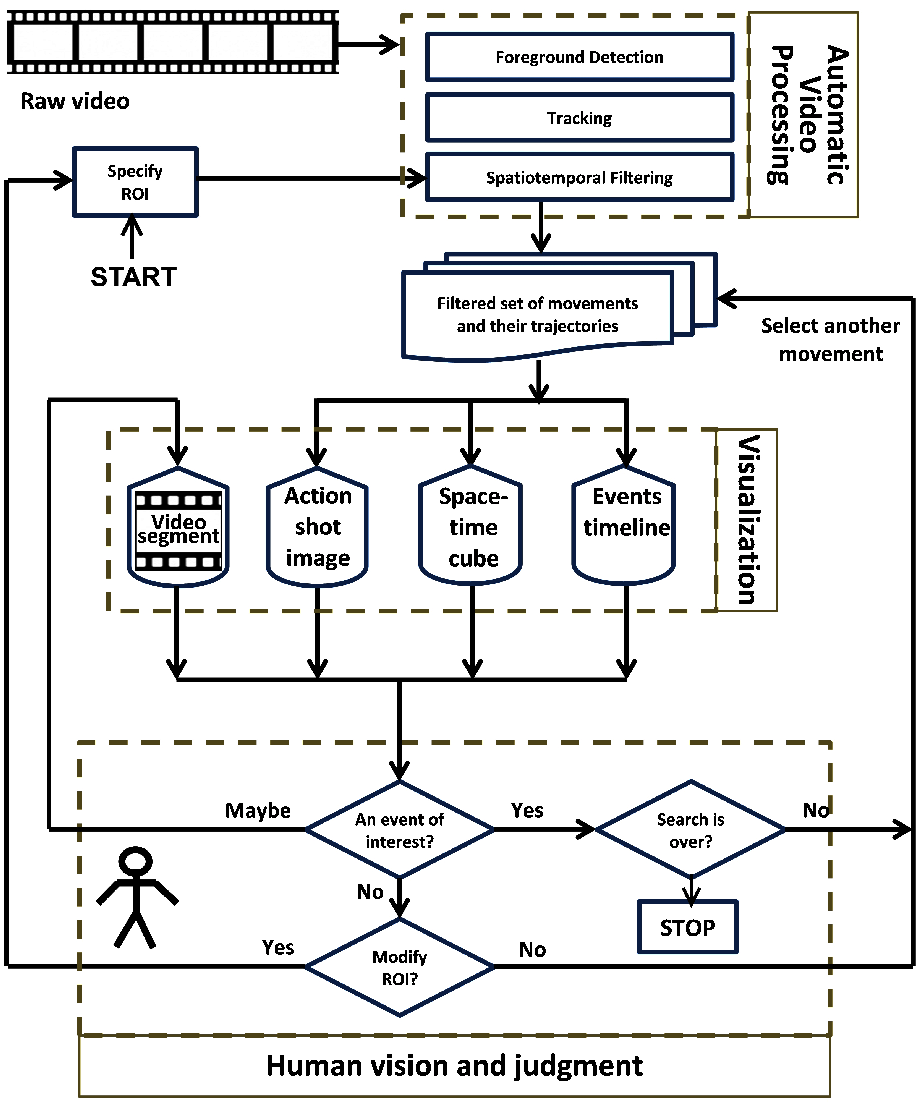 Raw video
Foreground Detection
Tracking
Spatiotemporal Filtering
Automatic
Video
Processing
Specify
ROI
START
Filtered set of movements
and their trajectories
Select another
movement
Video
segment
Action
shot
image
Space-
time
cube
Events
timeline
Visualization
Maybe
An event of
interest?
Yes
Search is
over?
No
No
STOP
Yes
Modify
ROI?
No
Human vision and judgment